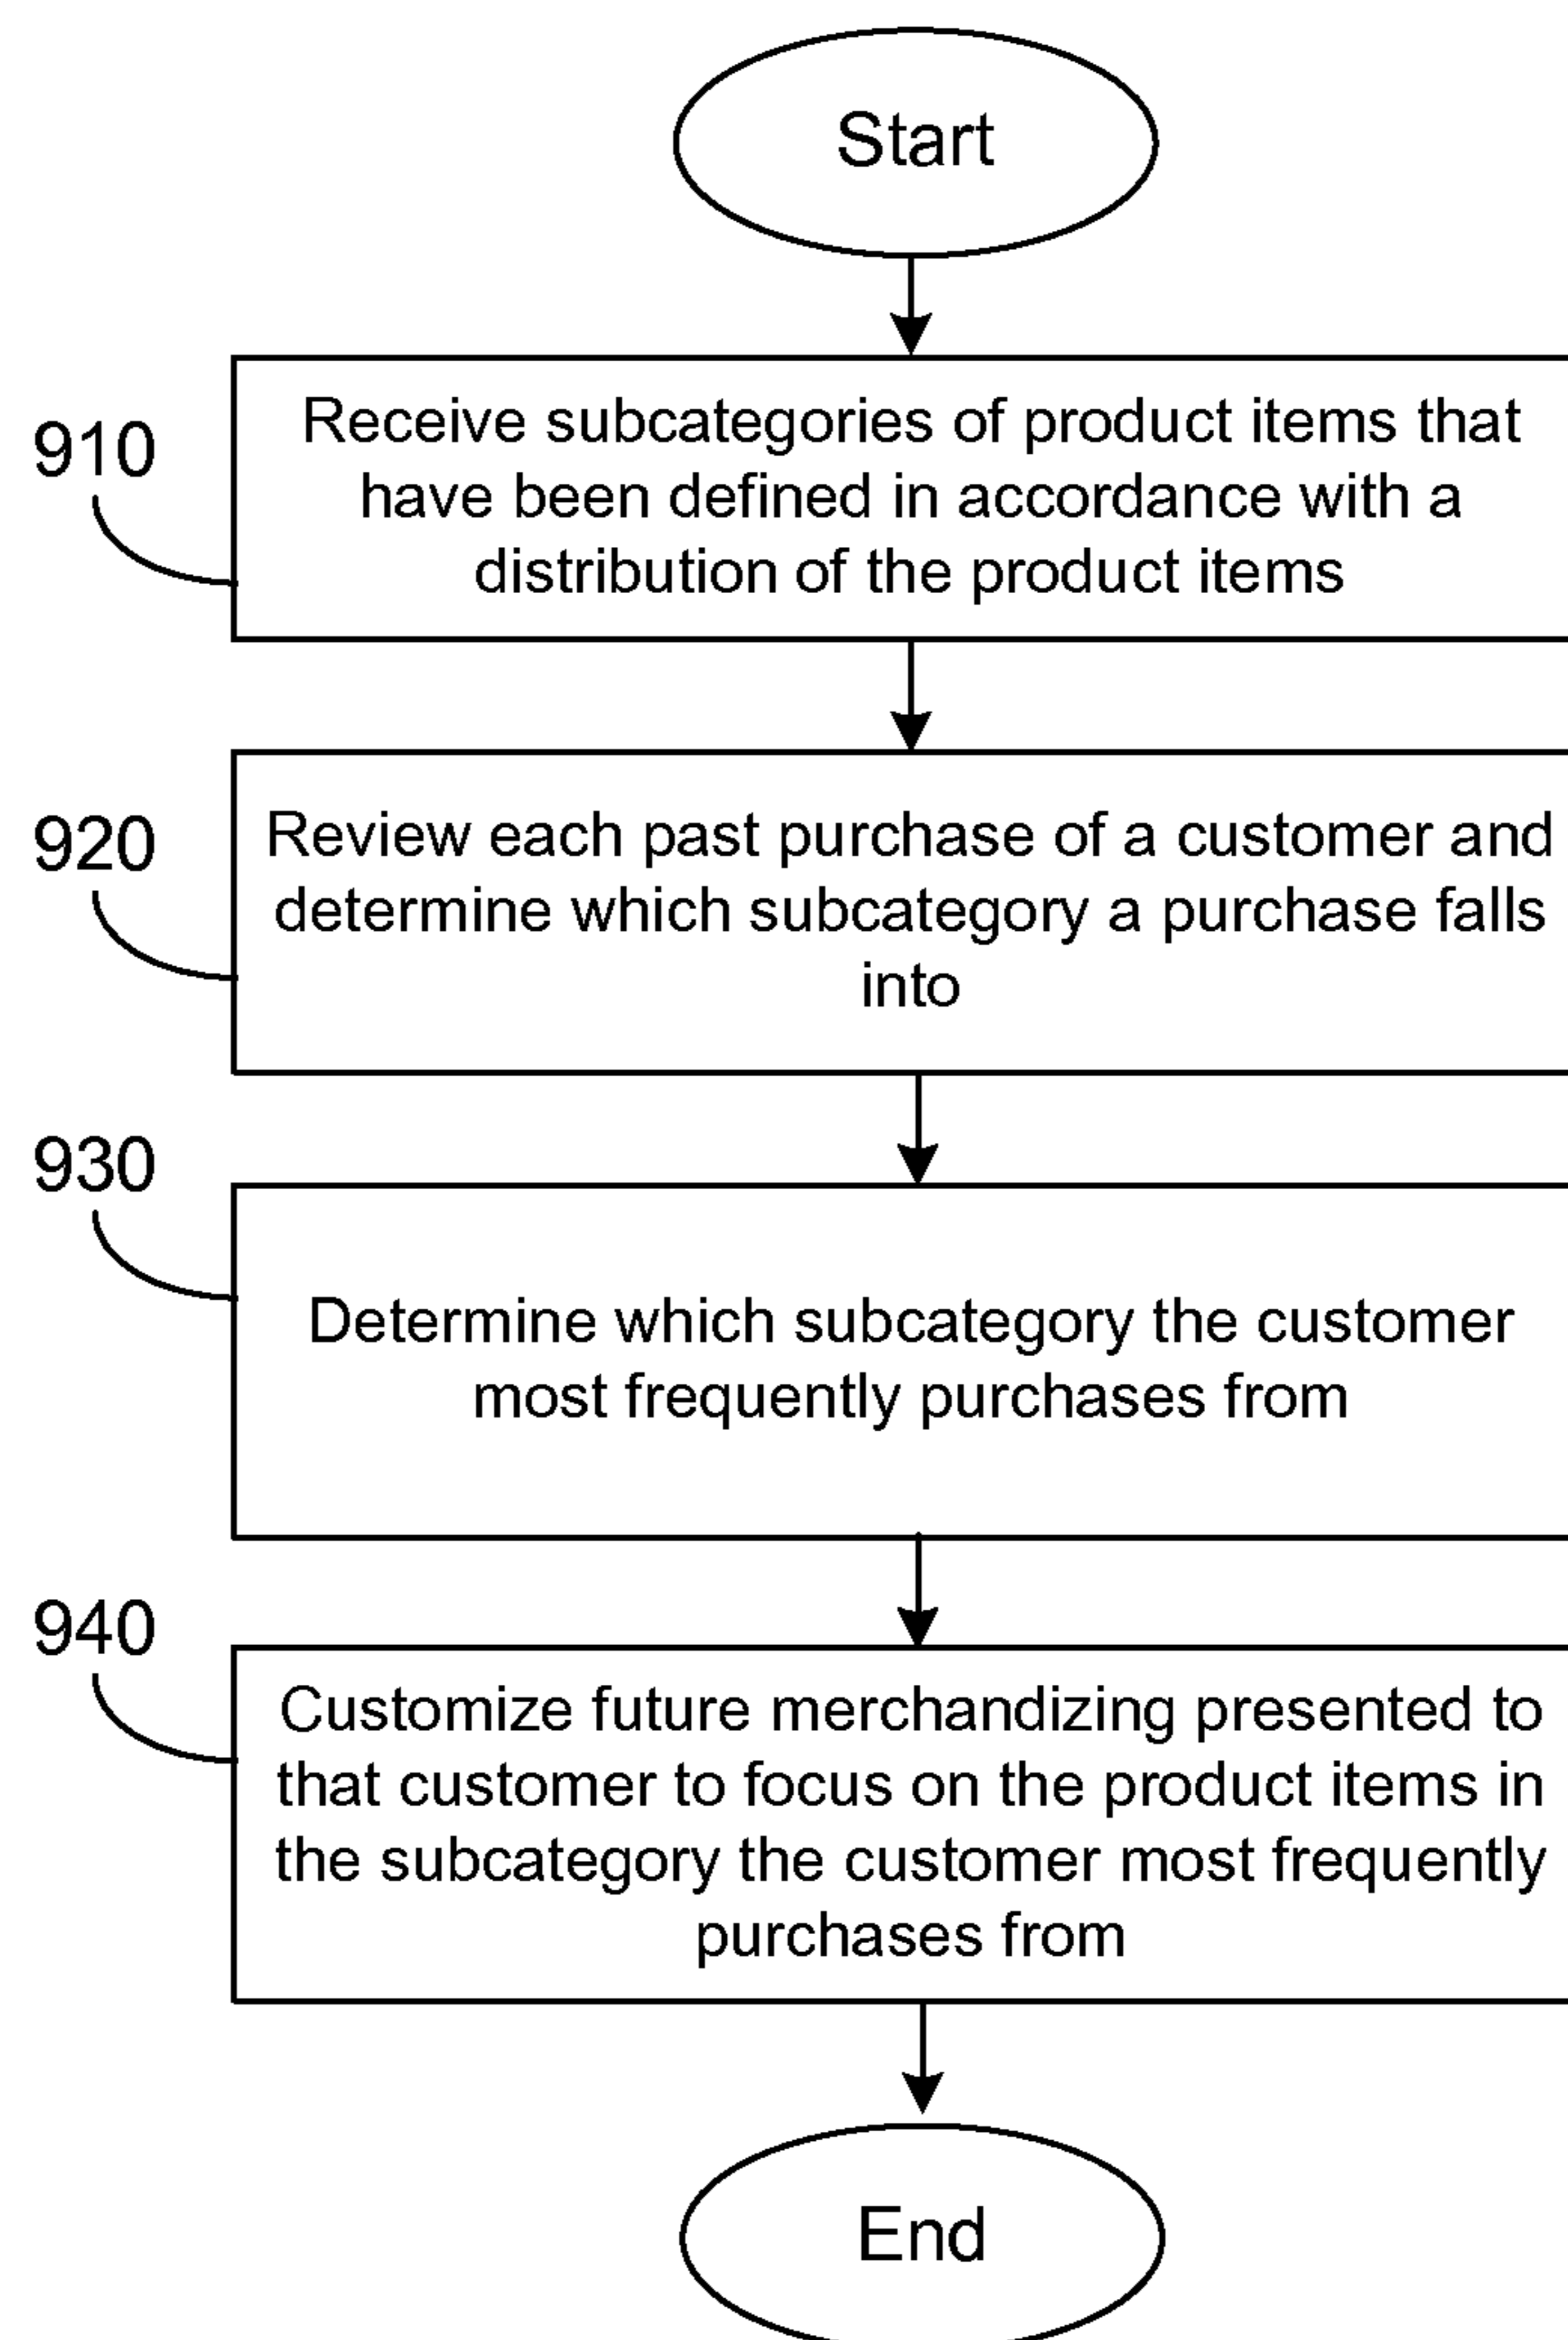 Start
910
Receive subcategories of product items that
have been defined in accordance with a
distribution of the product items
920
Review each past purchase of a customer and
determine which subcategory a purchase falls
into
930
Determine which subcategory the customer
most frequently purchases from
940
Customize future merchandizing presented to
that customer to focus on the product items in
the subcategory the customer most frequently
purchases from
End